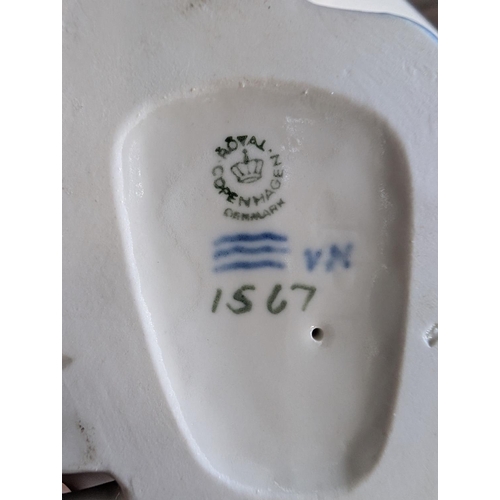 ROYAL COPENHAGEN
DENMARK
VM
1567